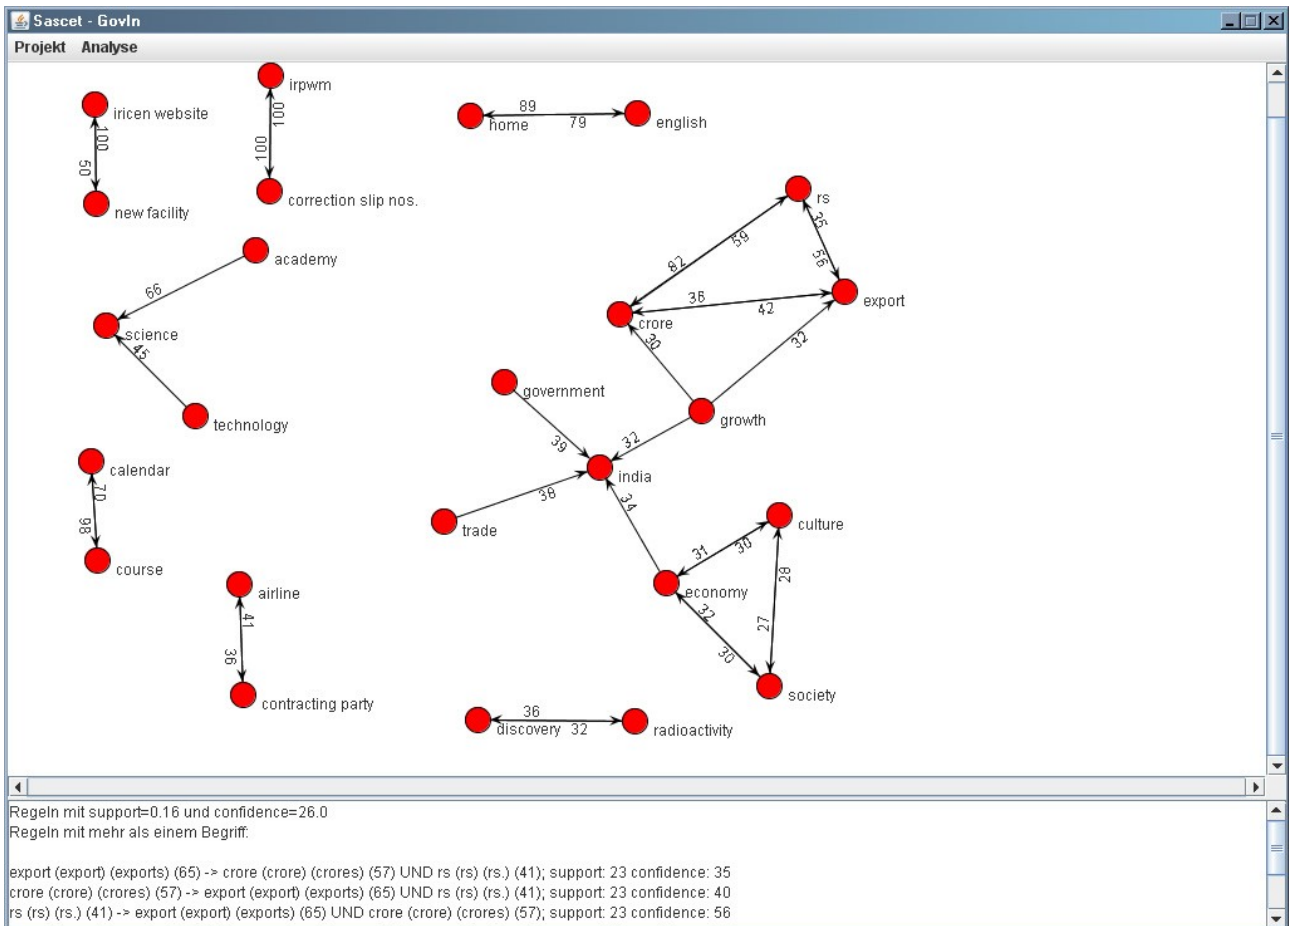 Sascet - GovIn
Projekt Analyse
irpwm
iricen website
100
100
89
home
79
english
100
50
correction slip nos.
new facility
rs
35
59
academy
56
82
66
export
36
42
crore
science
45
30
32
government
growth
technology
39
32
calendar
india
70
38
34
culture
trade
98
31
30
course
28
airline
economy
32
41
27
36
30
society
contracting party
36
discovery 32
radioactivity
Regeln mit support=0.16 und confidence=26.0
Regeln mit mehr als einem Begriff:
export (export) (exports) (65) -> crore (crore) (crores) (57) UND rs (rs) (rs.) (41); support: 23 confidence: 35
crore (crore) (crores) (57) -> export (export) (exports) (65) UND rs (rs) (rs.) (41); support: 23 confidence: 40
rs (rs) (rs.) (41) -> export (export) (exports) (65) UND crore (crore) (crores) (57); support: 23 confidence: 56